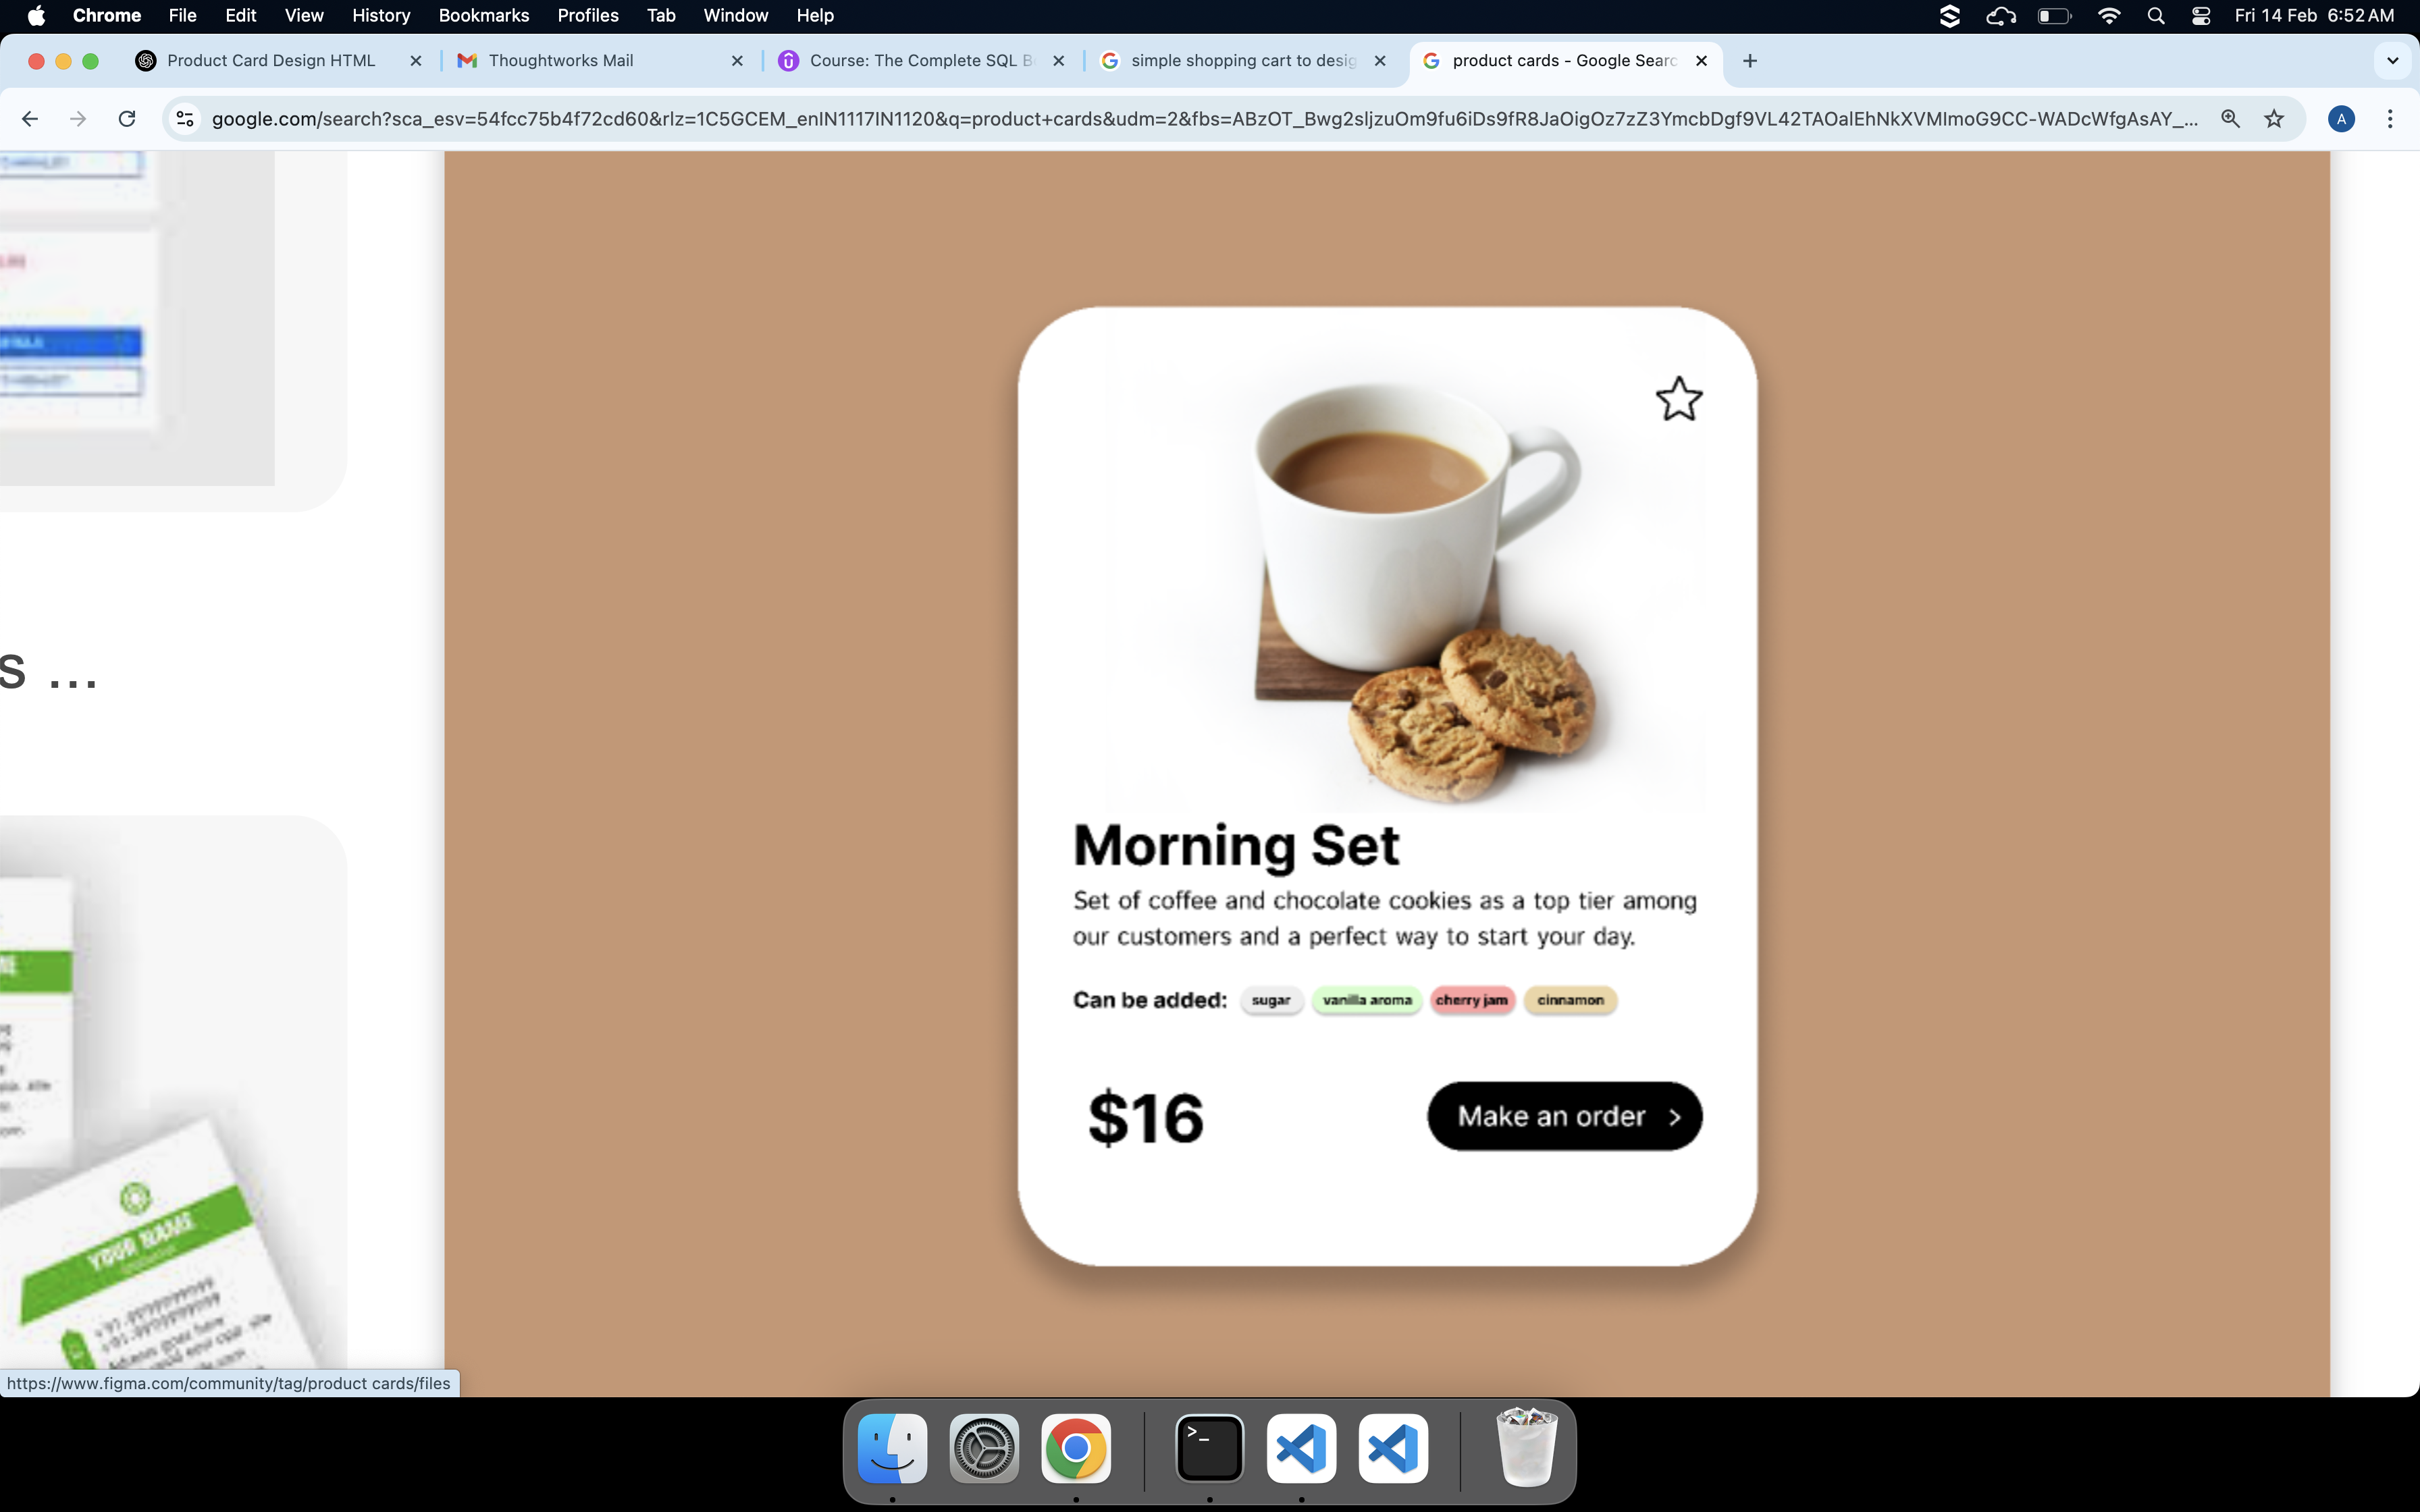 Chrome File Edit View History Bookmarks Profiles Tab Window Help Fri 14 Feb 6:52 AM
Product Card Design HTML Thoughtworks Mail Course: The Complete SQL B simple shopping cart to desig product cards - Google Searc
google.com/search?sca_esv=54fcc75b4f72cd60&rlz=1C5GCEM_enIN1117IN1120&q=product+cards&udm=2&fbs=ABzOT_Bwg2sljzuOm9fu6iDs9fR8JaOigOz7zZ3YmcbDgf9VL42TAOalEhNkXVMImoG9CC-WADcWfgAsAY_... A
s ...
Morning Set
Set of coffee and chocolate cookies as a top tier among
our customers and a perfect way to start your day.
Can be added: sugar vanilla aroma cherry jam cinnamon
$16 Make an order >
YOUR NAME
https://www.figma.com/community/tag/product cards/files